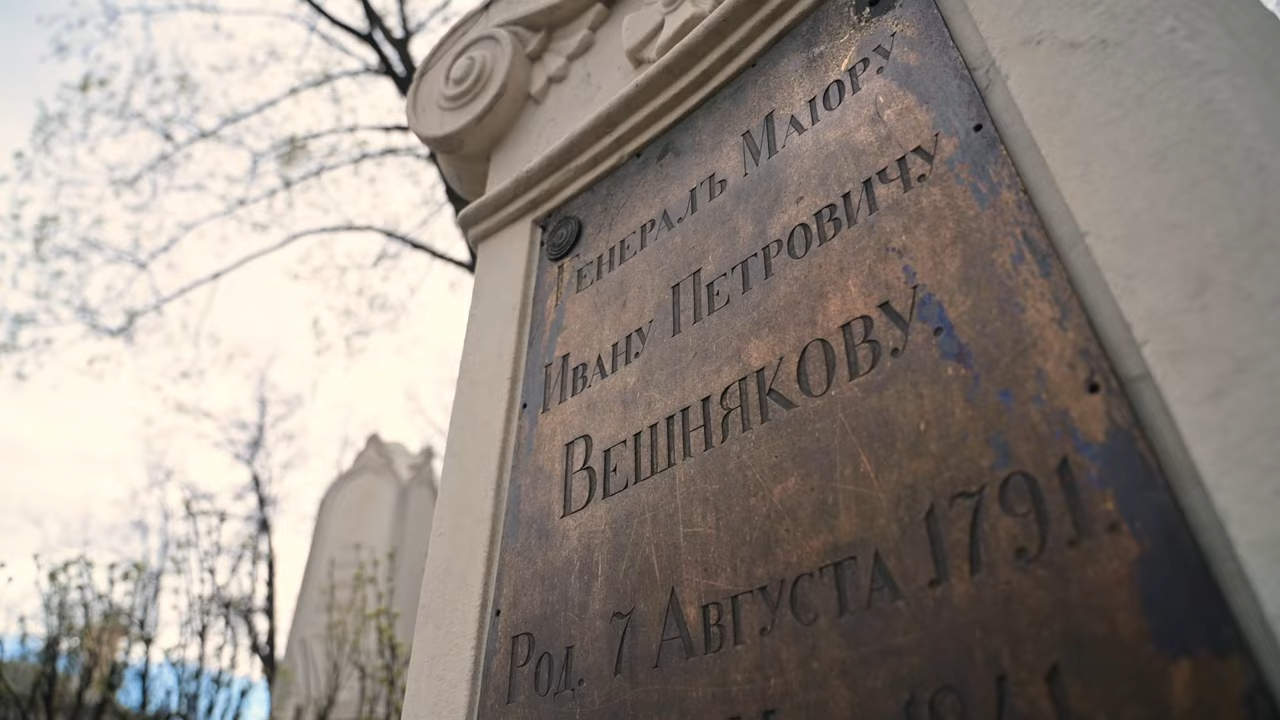 Генералъ Маіору
Ивану Петровичу
Вешнякову.
Род. 7 Августа 1791